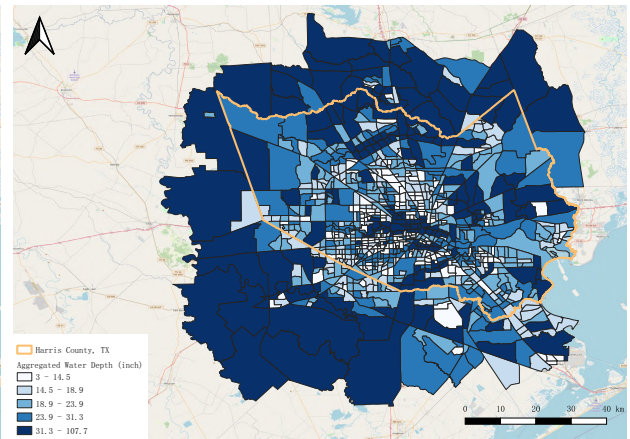 Harris County, TX
Aggregated Water Depth (inch)
3 - 14.5
14.5 - 18.9
18.9 - 23.9
23.9 - 31.3
31.3 - 107.7
0 10 20 30 40 km